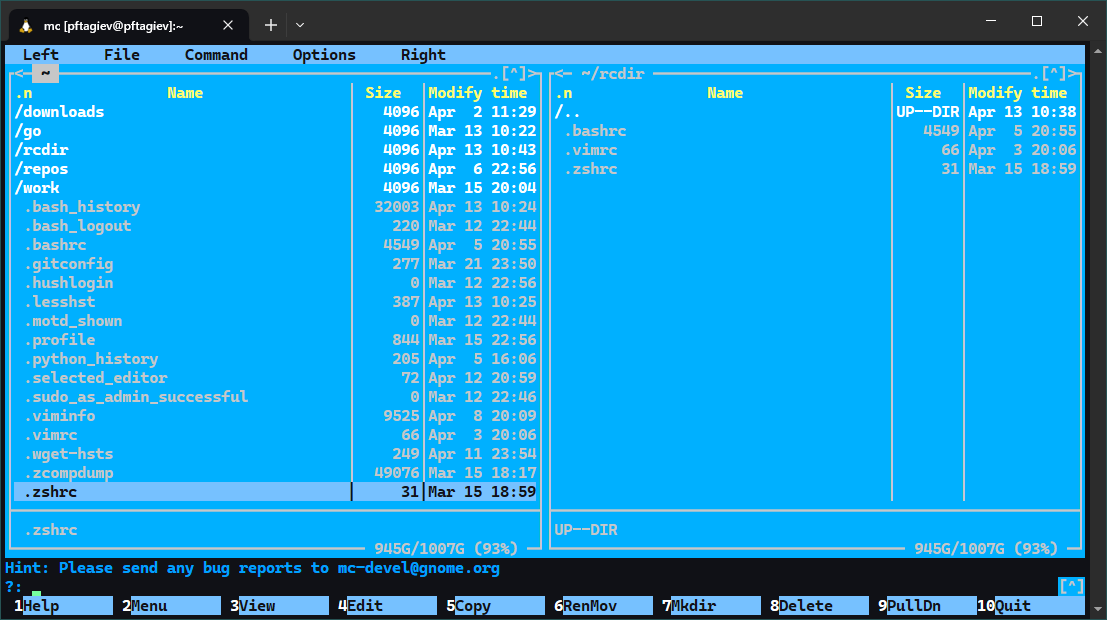 mc [pftagiev@pftagiev]:~
Left File Command Options Right
<- ~ .[^]>
.n Name Size Modify time
/downloads 4096 Apr 2 11:29
/go 4096 Mar 13 10:22
/rcdir 4096 Apr 13 10:43
/repos 4096 Apr 6 22:56
/work 4096 Mar 15 20:04
.bash_history 32003 Apr 13 10:24
.bash_logout 220 Mar 12 22:44
.bashrc 4549 Apr 5 20:55
.gitconfig 277 Mar 21 23:50
.hushlogin 0 Mar 12 22:56
.lesshst 387 Apr 13 10:25
.motd_shown 0 Mar 12 22:44
.profile 844 Mar 15 22:56
.python_history 205 Apr 5 16:06
.selected_editor 72 Apr 12 20:59
.sudo_as_admin_successful 0 Mar 12 22:46
.viminfo 9525 Apr 8 20:09
.vimrc 66 Apr 3 20:06
.wget-hsts 249 Apr 11 23:54
.zcompdump 49076 Mar 15 18:17
.zshrc 31 Mar 15 18:59
.zshrc
945G/1007G (93%)
<- ~/rcdir .[^]>
.n Name Size Modify time
/.. UP--DIR Apr 13 10:38
.bashrc 4549 Apr 5 20:55
.vimrc 66 Apr 3 20:06
.zshrc 31 Mar 15 18:59
UP--DIR
945G/1007G (93%)
Hint: Please send any bug reports to mc-devel@gnome.org
?: [^]
1Help 2Menu 3View 4Edit 5Copy 6RenMov 7Mkdir 8Delete 9PullDn 10Quit